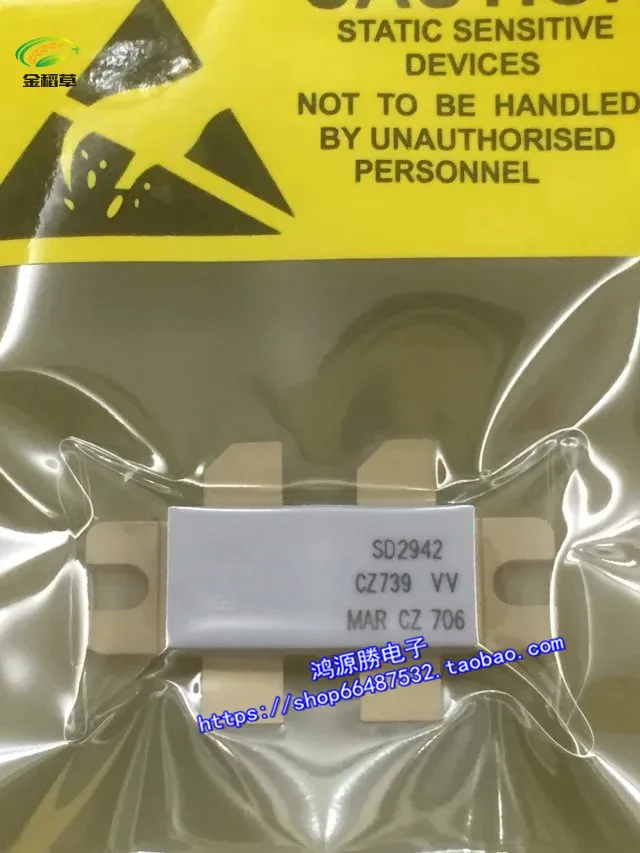 STATIC SENSITIVE
DEVICES
NOT TO BE HANDLED
BY UNAUTHORISED
PERSONNEL
金稻草
SD2942
CZ739 VV
MAR CZ 706
鸿源勝电子
https://shop66487532.taobao.com